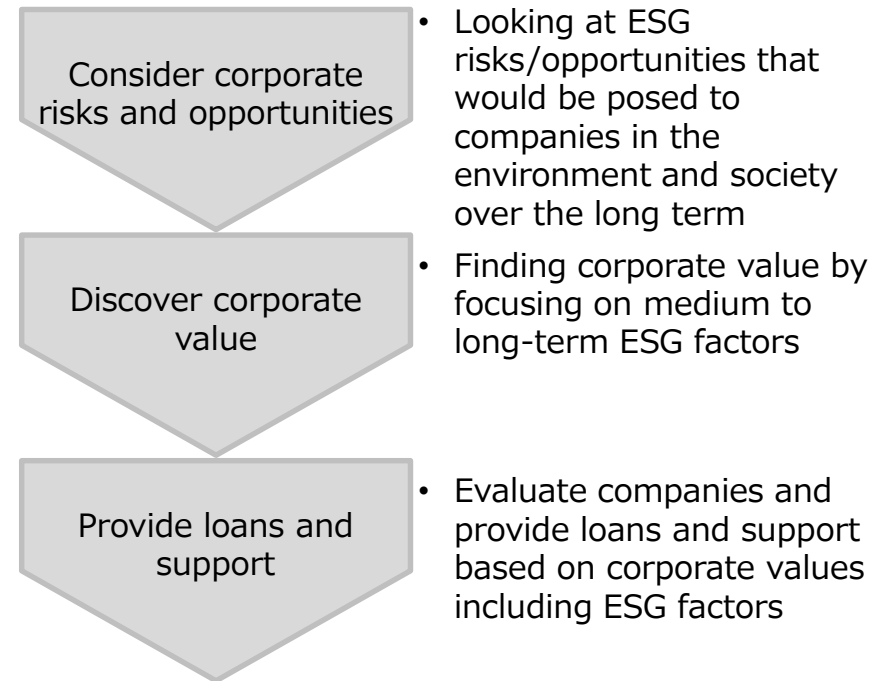 Consider corporate
risks and opportunities
• Looking at ESG
risks/opportunities that
would be posed to
companies in the
environment and society
over the long term
Discover corporate
value
• Finding corporate value by
focusing on medium to
long-term ESG factors
Provide loans and
support
• Evaluate companies and
provide loans and support
based on corporate values
including ESG factors